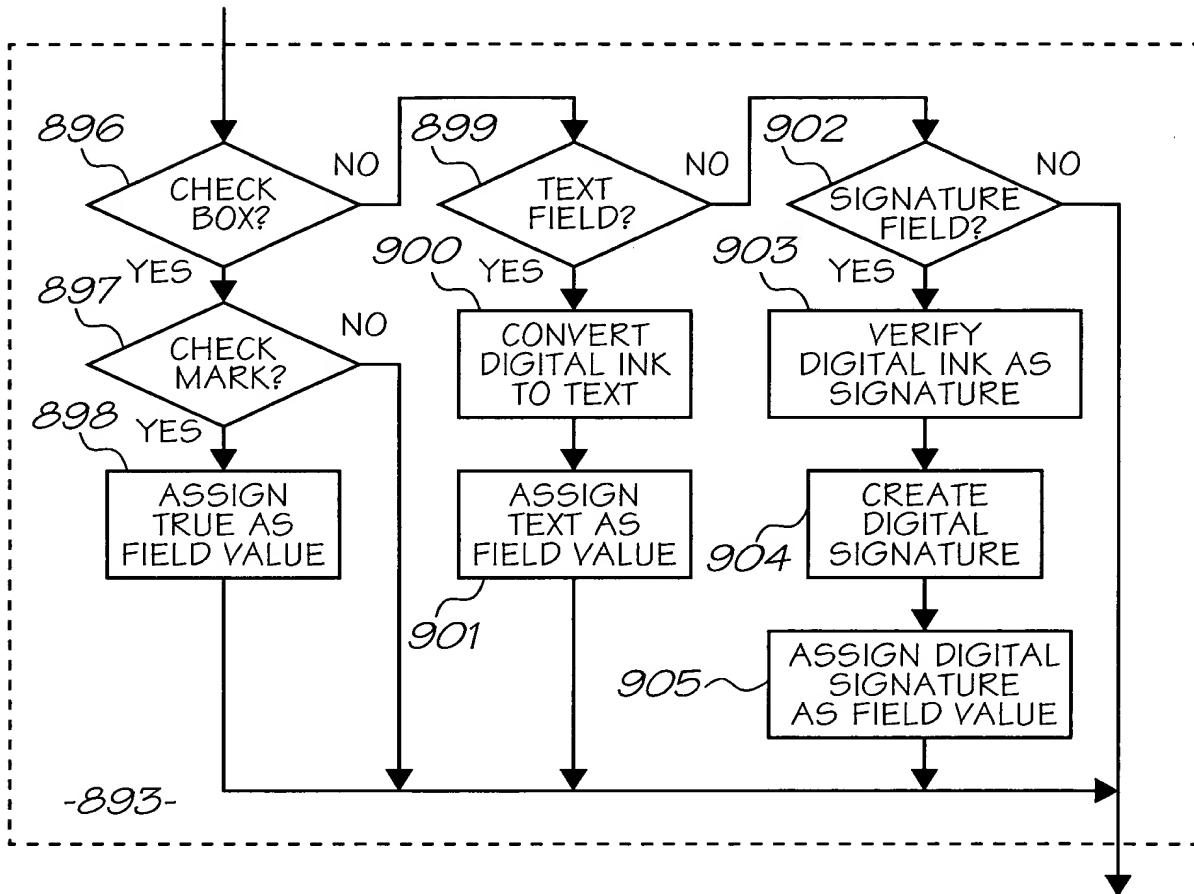 896
CHECK
BOX?
NO
YES
897
CHECK
MARK?
NO
YES
898
ASSIGN
TRUE AS
FIELD VALUE
899
TEXT
FIELD?
NO
YES
900
CONVERT
DIGITAL INK
TO TEXT
ASSIGN
TEXT AS
FIELD VALUE
901
902
SIGNATURE
FIELD?
NO
YES
903
VERIFY
DIGITAL INK AS
SIGNATURE
CREATE
DIGITAL
SIGNATURE
904
ASSIGN DIGITAL
SIGNATURE
AS FIELD VALUE
905
-893-